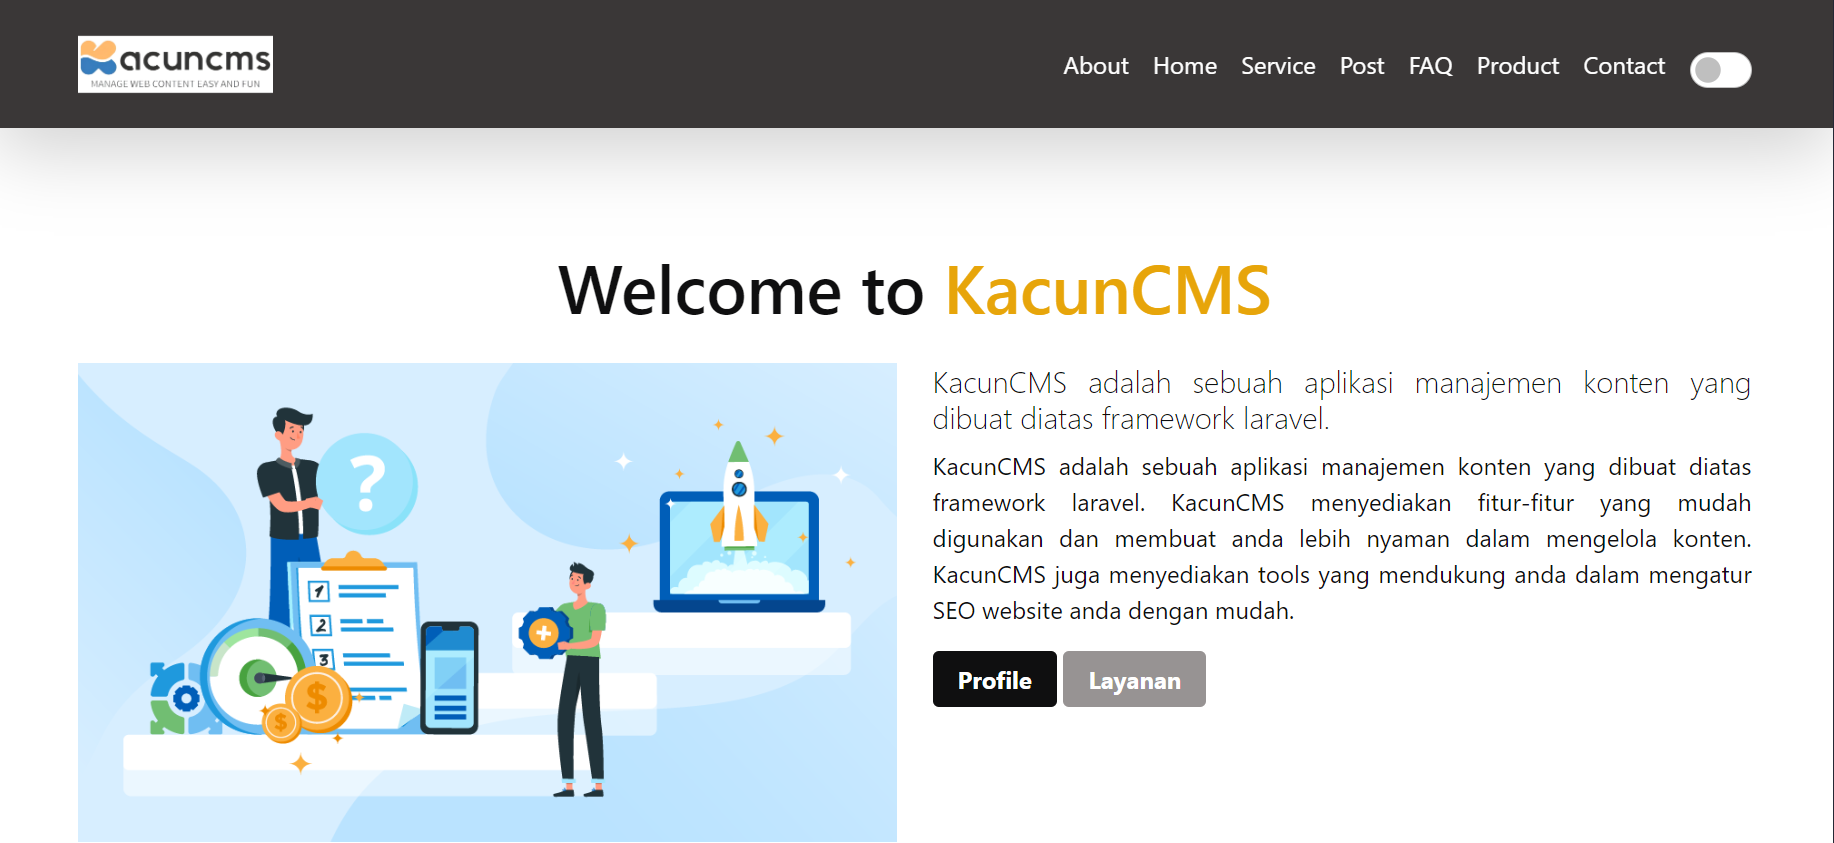 acuncms
MANAGE WEB CONTENT EASY AND FUN
About Home Service Post FAQ Product Contact
Welcome to KacunCMS
?
1
2
3
$
$
KacunCMS adalah sebuah aplikasi manajemen konten yang
dibuat diatas framework laravel.
KacunCMS adalah sebuah aplikasi manajemen konten yang dibuat diatas
framework laravel. KacunCMS menyediakan fitur-fitur yang mudah
digunakan dan membuat anda lebih nyaman dalam mengelola konten.
KacunCMS juga menyediakan tools yang mendukung anda dalam mengatur
SEO website anda dengan mudah.
Profile Layanan